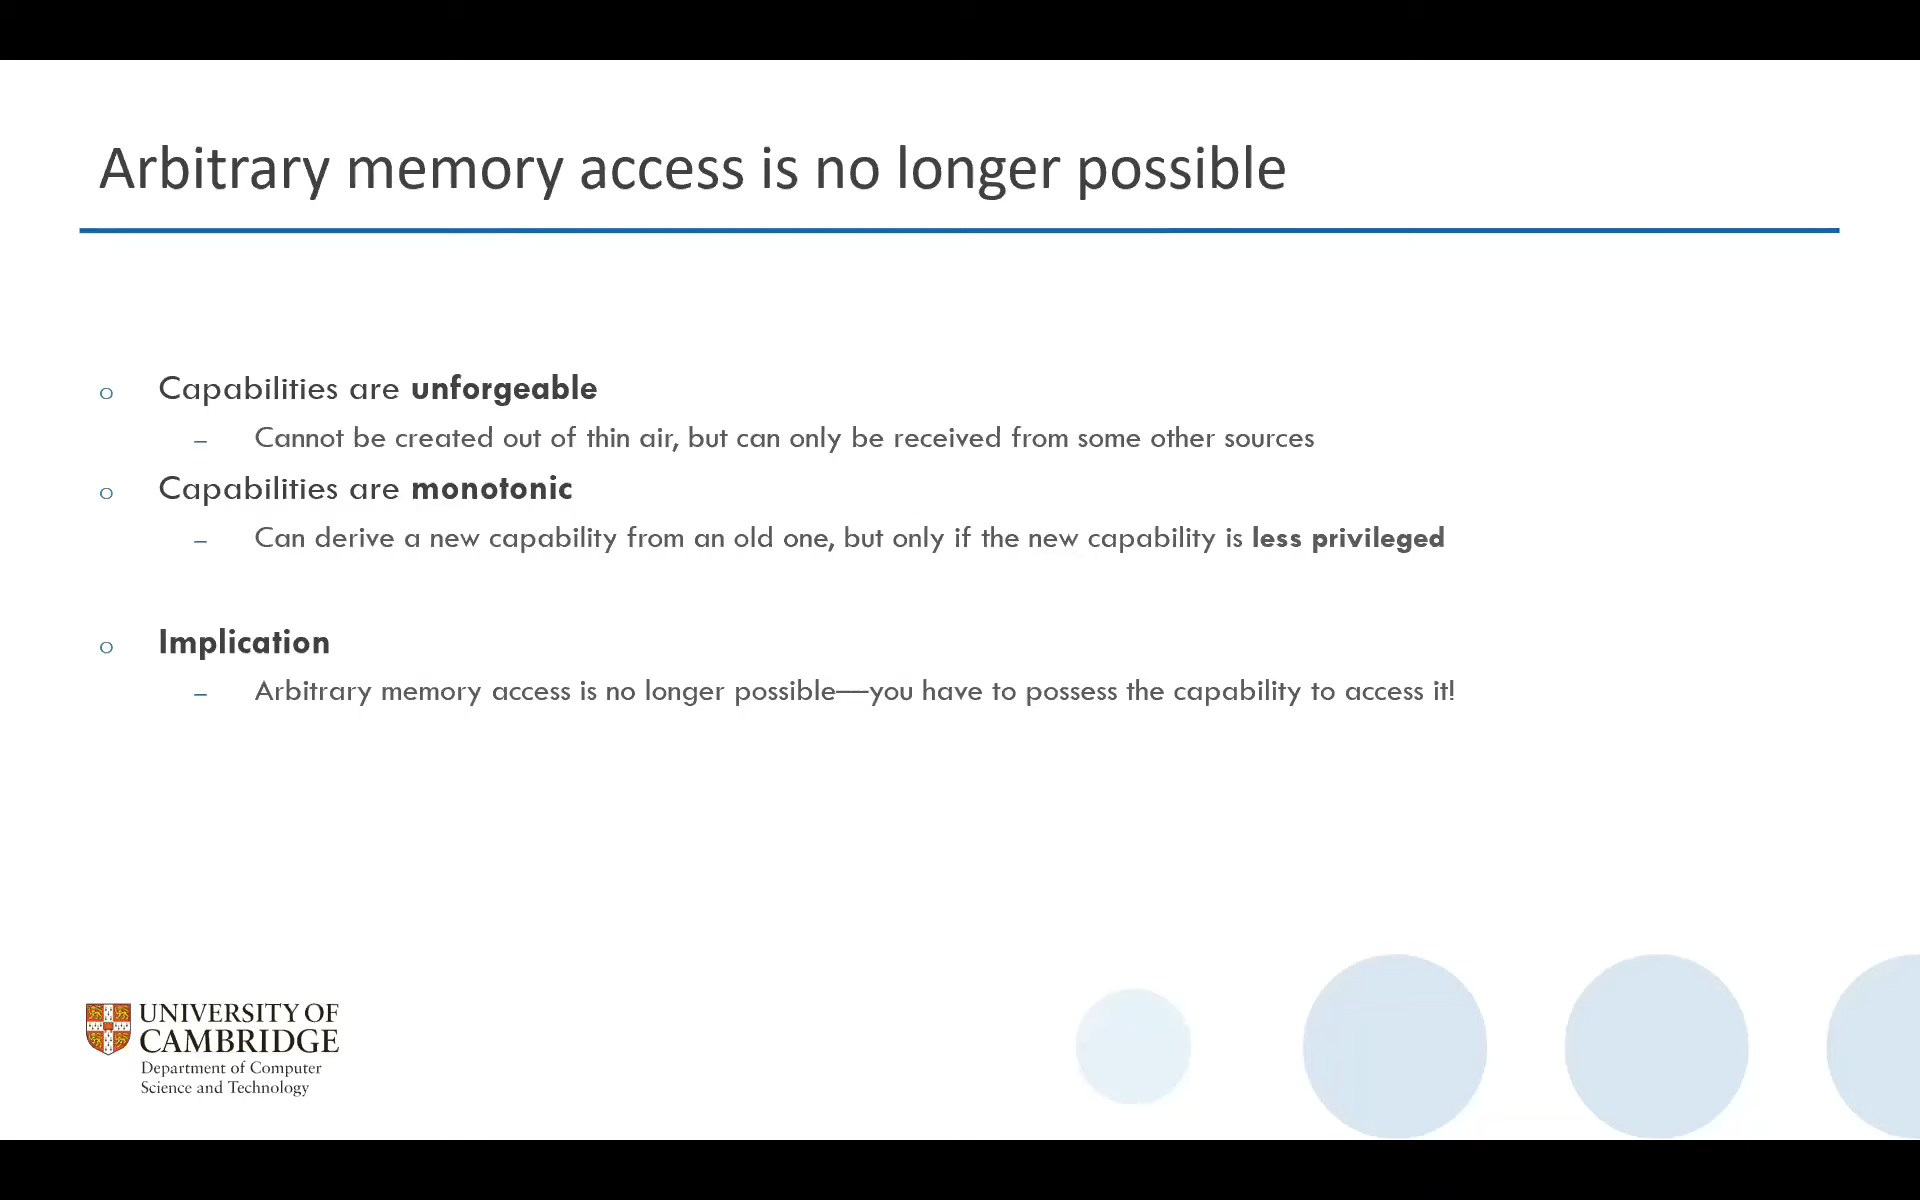 Arbitrary memory access is no longer possible
o Capabilities are unforgeable
– Cannot be created out of thin air, but can only be received from some other sources
o Capabilities are monotonic
– Can derive a new capability from an old one, but only if the new capability is less privileged
o Implication
– Arbitrary memory access is no longer possible—you have to possess the capability to access it!
UNIVERSITY OF
CAMBRIDGE
Department of Computer
Science and Technology